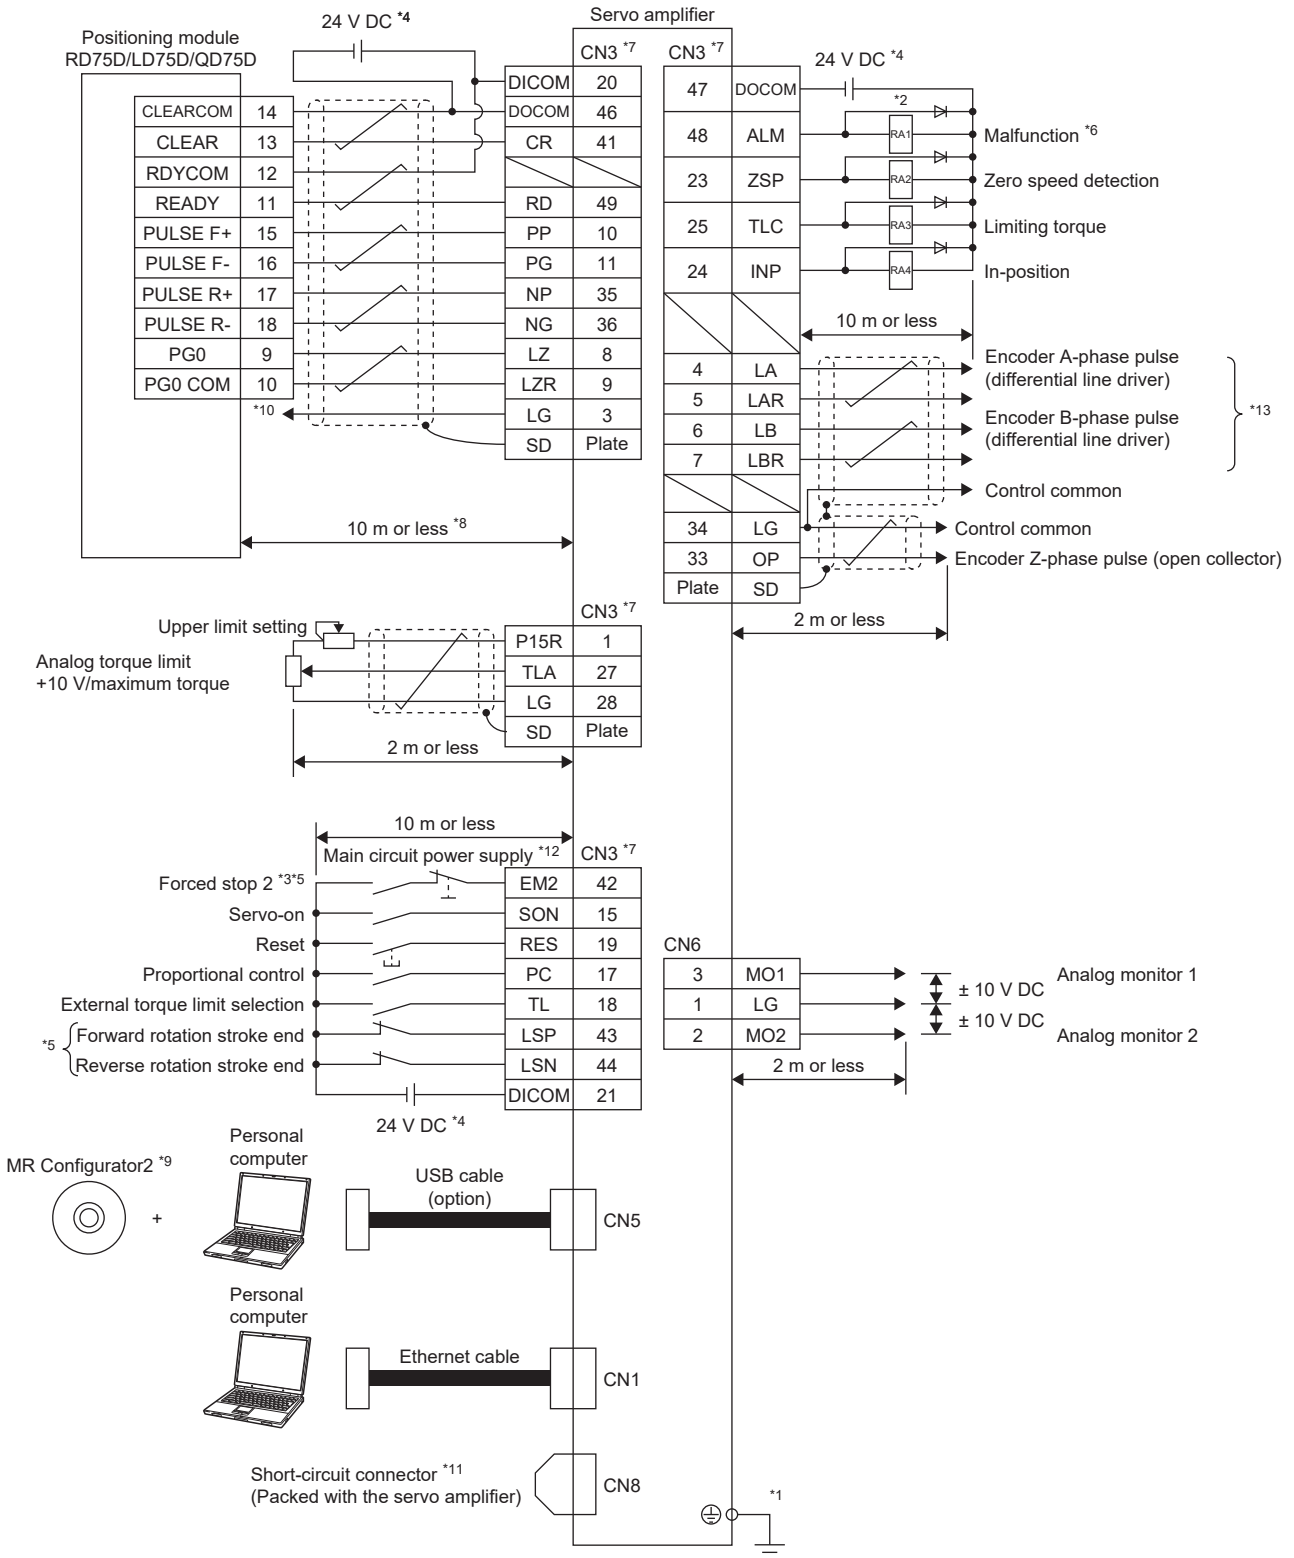 Servo amplifier
24 V DC *4
Positioning module
RD75D/LD75D/QD75D
CN3 *7
DICOM 20
CLEARCOM 14 DOCOM 46
CLEAR 13 CR 41
RDYCOM 12
READY 11 RD 49
PULSE F+ 15 PP 10
PULSE F- 16 PG 11
PULSE R+ 17 NP 35
PULSE R- 18 NG 36
PG0 9 LZ 8
PG0 COM 10 LZR 9
*10 LG 3
SD Plate
10 m or less *8
CN3 *7
24 V DC *4
47 DOCOM
*2
48 ALM RA1 Malfunction *6
23 ZSP RA2 Zero speed detection
25 TLC RA3 Limiting torque
24 INP RA4 In-position
10 m or less
4 LA Encoder A-phase pulse
(differential line driver)
5 LAR
6 LB Encoder B-phase pulse
(differential line driver)
7 LBR
*13
Control common
34 LG Control common
33 OP Encoder Z-phase pulse (open collector)
Plate SD
2 m or less
CN3 *7
Upper limit setting
P15R 1
Analog torque limit
+10 V/maximum torque
TLA 27
LG 28
SD Plate
2 m or less
10 m or less
Main circuit power supply *12
CN3 *7
Forced stop 2 *3*5 EM2 42
Servo-on SON 15
Reset RES 19
Proportional control PC 17
External torque limit selection TL 18
*5
Forward rotation stroke end LSP 43
Reverse rotation stroke end LSN 44
DICOM 21
24 V DC *4
CN6
3 MO1 Analog monitor 1
± 10 V DC
1 LG
± 10 V DC
2 MO2 Analog monitor 2
2 m or less
MR Configurator2 *9
+
Personal
computer
USB cable
(option)
CN5
Personal
computer
Ethernet cable
CN1
Short-circuit connector *11
(Packed with the servo amplifier)
CN8
*1